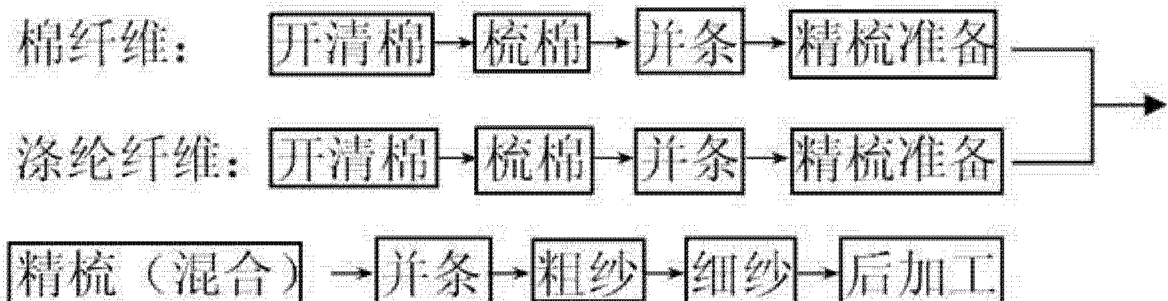 棉纤维: 开清棉 梳棉 并条 精梳准备
涤纶纤维: 开清棉 梳棉 并条 精梳准备
精梳（混合） 并条 粗纱 细纱 后加工